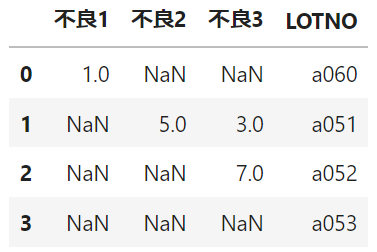 不良1 不良2 不良3 LOTNO
0 1.0 NaN NaN a060
1 NaN 5.0 3.0 a051
2 NaN NaN 7.0 a052
3 NaN NaN NaN a053